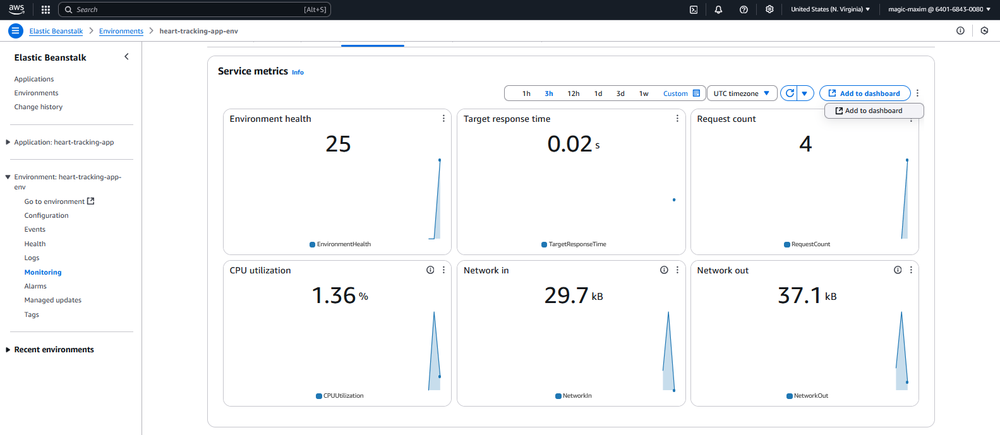 aws
Search [Alt+S]
United States (N. Virginia) magic-maxim @ 6401-6843-0080
Elastic Beanstalk Environments heart-tracking-app-env
Elastic Beanstalk
Applications
Environments
Change history
Application: heart-tracking-app
Environment: heart-tracking-app-
env
Go to environment
Configuration
Events
Health
Logs
Monitoring
Alarms
Managed updates
Tags
Recent environments
Service metrics Info
1h 3h 12h 1d 3d 1w Custom UTC timezone Add to dashboard
Add to dashboard
Environment health
25
EnvironmentHealth
Target response time
0.02 s
TargetResponseTime
Request count
4
RequestCount
CPU utilization
1.36 %
CPUUtilization
Network in
29.7 kB
NetworkIn
Network out
37.1 kB
NetworkOut